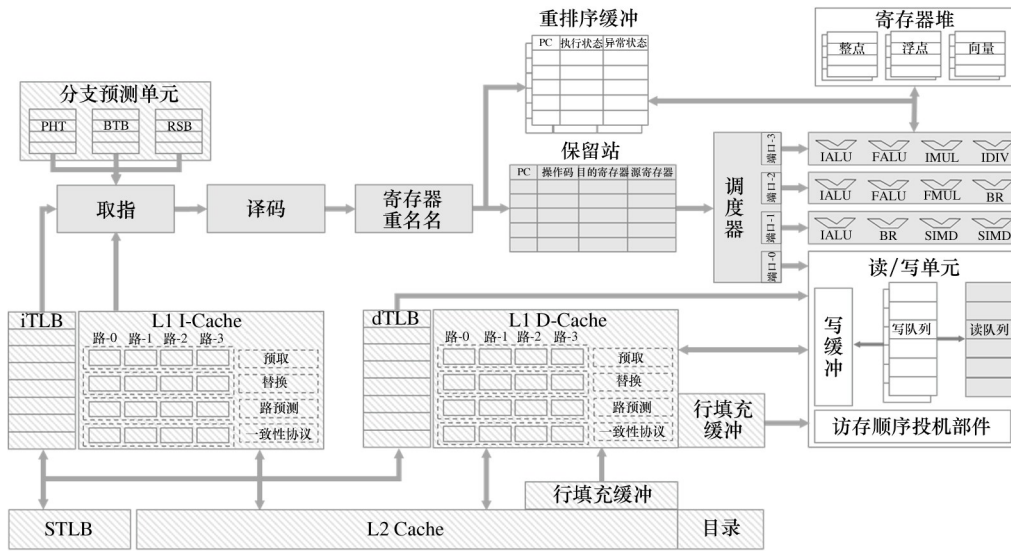 重排序缓冲
PC 执行状态 异常状态
寄存器堆
整点 浮点 向量
分支预测单元
PHT BTB RSB
保留站
PC 操作码 目的寄存器 源寄存器
取指
译码
寄存器
重名名
调度器
端口-3
端口-2
端口-1
端口-0
IALU FALU IMUL IDIV
IALU FALU FMUL BR
IALU BR SIMD SIMD
读/写单元
写缓冲
写队列
读队列
访存顺序投机部件
iTLB
L1 I-Cache
路-0 路-1 路-2 路-3
预取
替换
路预测
一致性协议
dTLB
L1 D-Cache
路-0 路-1 路-2 路-3
预取
替换
路预测
一致性协议
行填充
缓冲
行填充缓冲
STLB
L2 Cache
目录